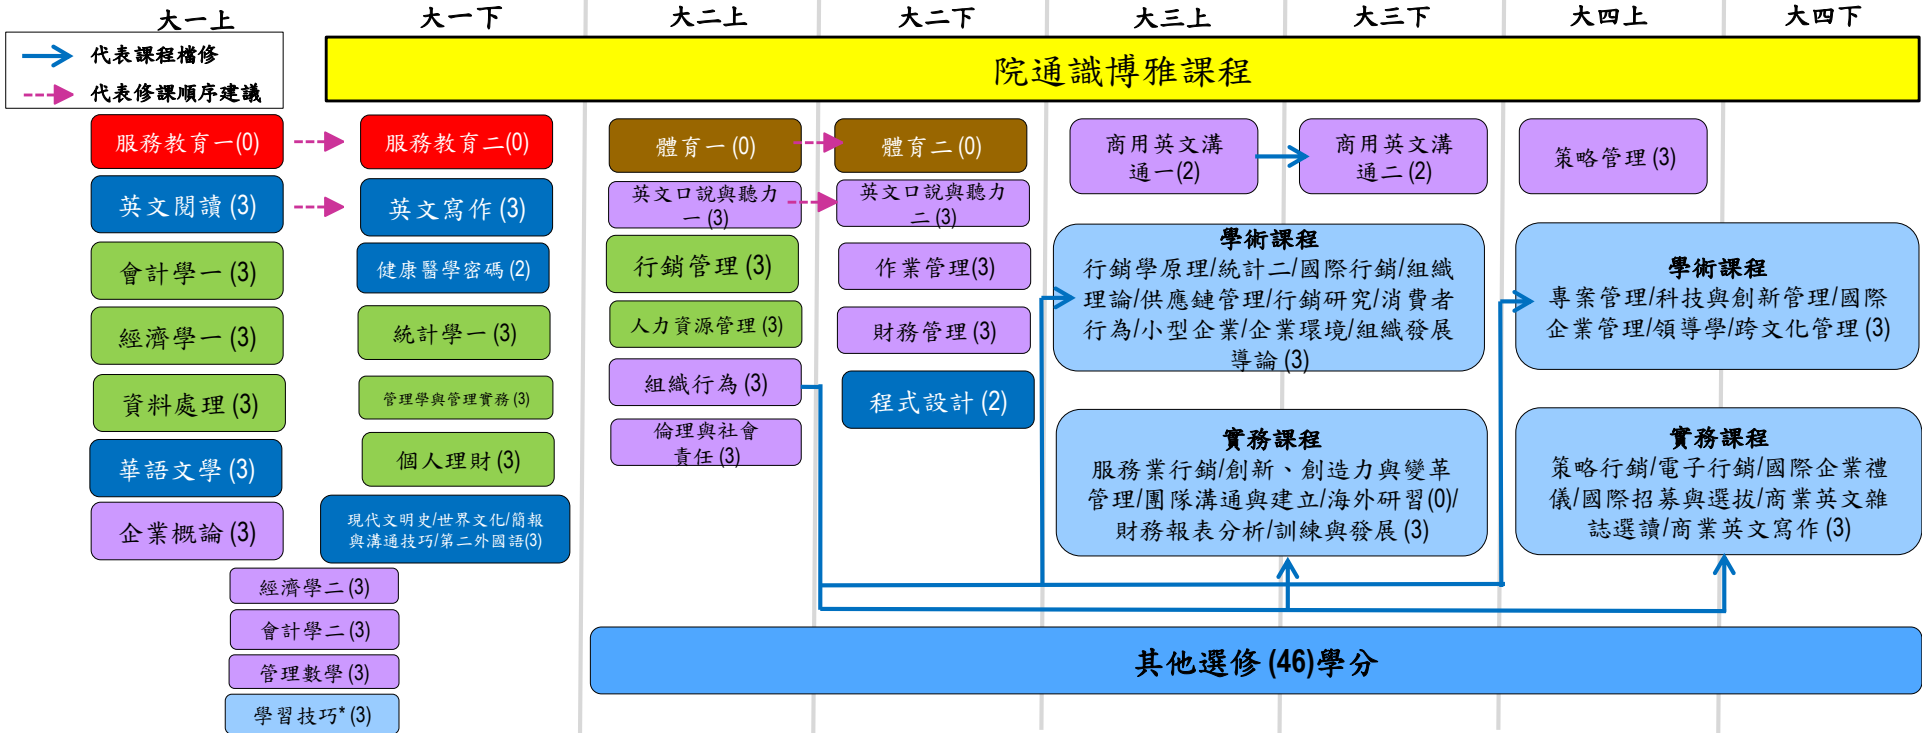 大一上
大一下
大二上
大二下
大三上
大三下
大四上
大四下
代表課程檔修
代表修課順序建議
院通識博雅課程
服務教育一(0)
服務教育二(0)
體育一 (0)
體育二 (0)
商用英文溝
通一(2)
商用英文溝
通二 (2)
策略管理 (3)
英文閱讀 (3)
英文寫作 (3)
英文口說與聽力
一 (3)
英文口說與聽力
二 (3)
會計學一 (3)
健康醫學密碼 (2)
行銷管理 (3)
作業管理(3)
學術課程
行銷學原理/統計二/國際行銷/組織
理論/供應鏈管理/行銷研究/消費者
行為/小型企業/企業環境/組織發展
導論 (3)
學術課程
專案管理/科技與創新管理/國際
企業管理/領導學/跨文化管理 (3)
經濟學一 (3)
統計學一 (3)
人力資源管理 (3)
財務管理 (3)
資料處理 (3)
管理學與管理實務 (3)
組織行為 (3)
程式設計 (2)
華語文學 (3)
個人理財 (3)
倫理與社會
責任 (3)
實務課程
服務業行銷/創新、創造力與變革
管理/團隊溝通與建立/海外研習(0)/
財務報表分析/訓練與發展 (3)
實務課程
策略行銷/電子行銷/國際企業禮
儀/國際招募與選拔/商業英文雜
誌選讀/商業英文寫作 (3)
企業概論 (3)
現代文明史/世界文化/簡報
與溝通技巧/第二外國語(3)
經濟學二 (3)
會計學二 (3)
管理數學 (3)
學習技巧* (3)
其他選修 (46)學分